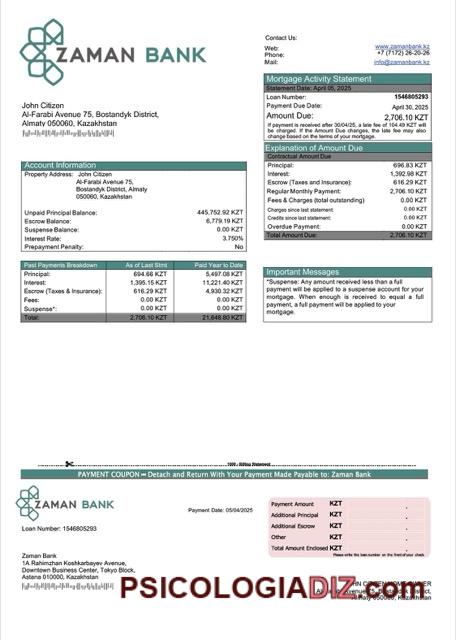 ZAMAN BANK
Contact Us:
Web: www.zamanbank.kz
Phone: +7 (7172) 26-20-26
Mail: info@zamanbank.kz
John Citizen
Al-Farabi Avenue 75, Bostandyk District,
Almaty 050060, Kazakhstan
Mortgage Activity Statement
Statement Date: April 05, 2025
Loan Number: 1546805293
Payment Due Date: April 30, 2025
Amount Due: 2,706.10 KZT
If payment is received after 30/04/25, a late fee of 104.49 KZT will
be charged. If the Amount Due changes, the late fee may also
change based on the terms of your mortgage.
Explanation of Amount Due
Contractual Amount Due
Principal: 696.83 KZT
Interest: 1,392.98 KZT
Escrow (Taxes and Insurance): 616.29 KZT
Regular Monthly Payment: 2,706.10 KZT
Fees & Charges (total outstanding) 0.00 KZT
Charges since last statement: 0.00 KZT
Credits since last statement: 0.00 KZT
Overdue Payment: 0.00 KZT
Total Amount Due: 2,706.10 KZT
Account Information
Property Address: John Citizen
Al-Farabi Avenue 75,
Bostandyk District, Almaty
050060, Kazakhstan
Unpaid Principal Balance: 445,752.92 KZT
Escrow Balance: 6,779.19 KZT
Suspense Balance: 0.00 KZT
Interest Rate: 3.750%
Prepayment Penalty: No
Past Payments Breakdown As of Last Stmt Paid Year to Date
Principal: 694.66 KZT 5,497.08 KZT
Interest: 1,395.15 KZT 11,221.40 KZT
Escrow (Taxes & Insurance): 616.29 KZT 4,930.32 KZT
Fees: 0.00 KZT 0.00 KZT
Suspense*: 0.00 KZT 0.00 KZT
Total: 2,706.10 KZT 21,648.80 KZT
Important Messages
*Suspense: Any amount received less than a full
payment will be applied to a suspense account for your
mortgage. When enough is received to equal a full
payment, a full payment will be applied to your
mortgage.
Billing Statement
PAYMENT COUPON – Detach and Return With Your Payment Made Payable to: Zaman Bank
ZAMAN BANK
Payment Date: 05/04/2025
Loan Number: 1546805293
Payment Amount KZT .
Additional Principal KZT .
Additional Escrow KZT .
Other KZT .
Total Amount Enclosed KZT .
Please write the loan number on the front of your check.
Zaman Bank
1A Rahimzhan Koshkarbayev Avenue,
Downtown Business Center, Tokyo Block,
Astana 010000, Kazakhstan
PSICOLOGIADIZ.com